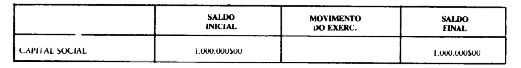 SALDO INICIAL MOVIMENTO DO EXERC. SALDO FINAL
CAPITAL SOCIAL 1.000.000$00 1.000.000$00